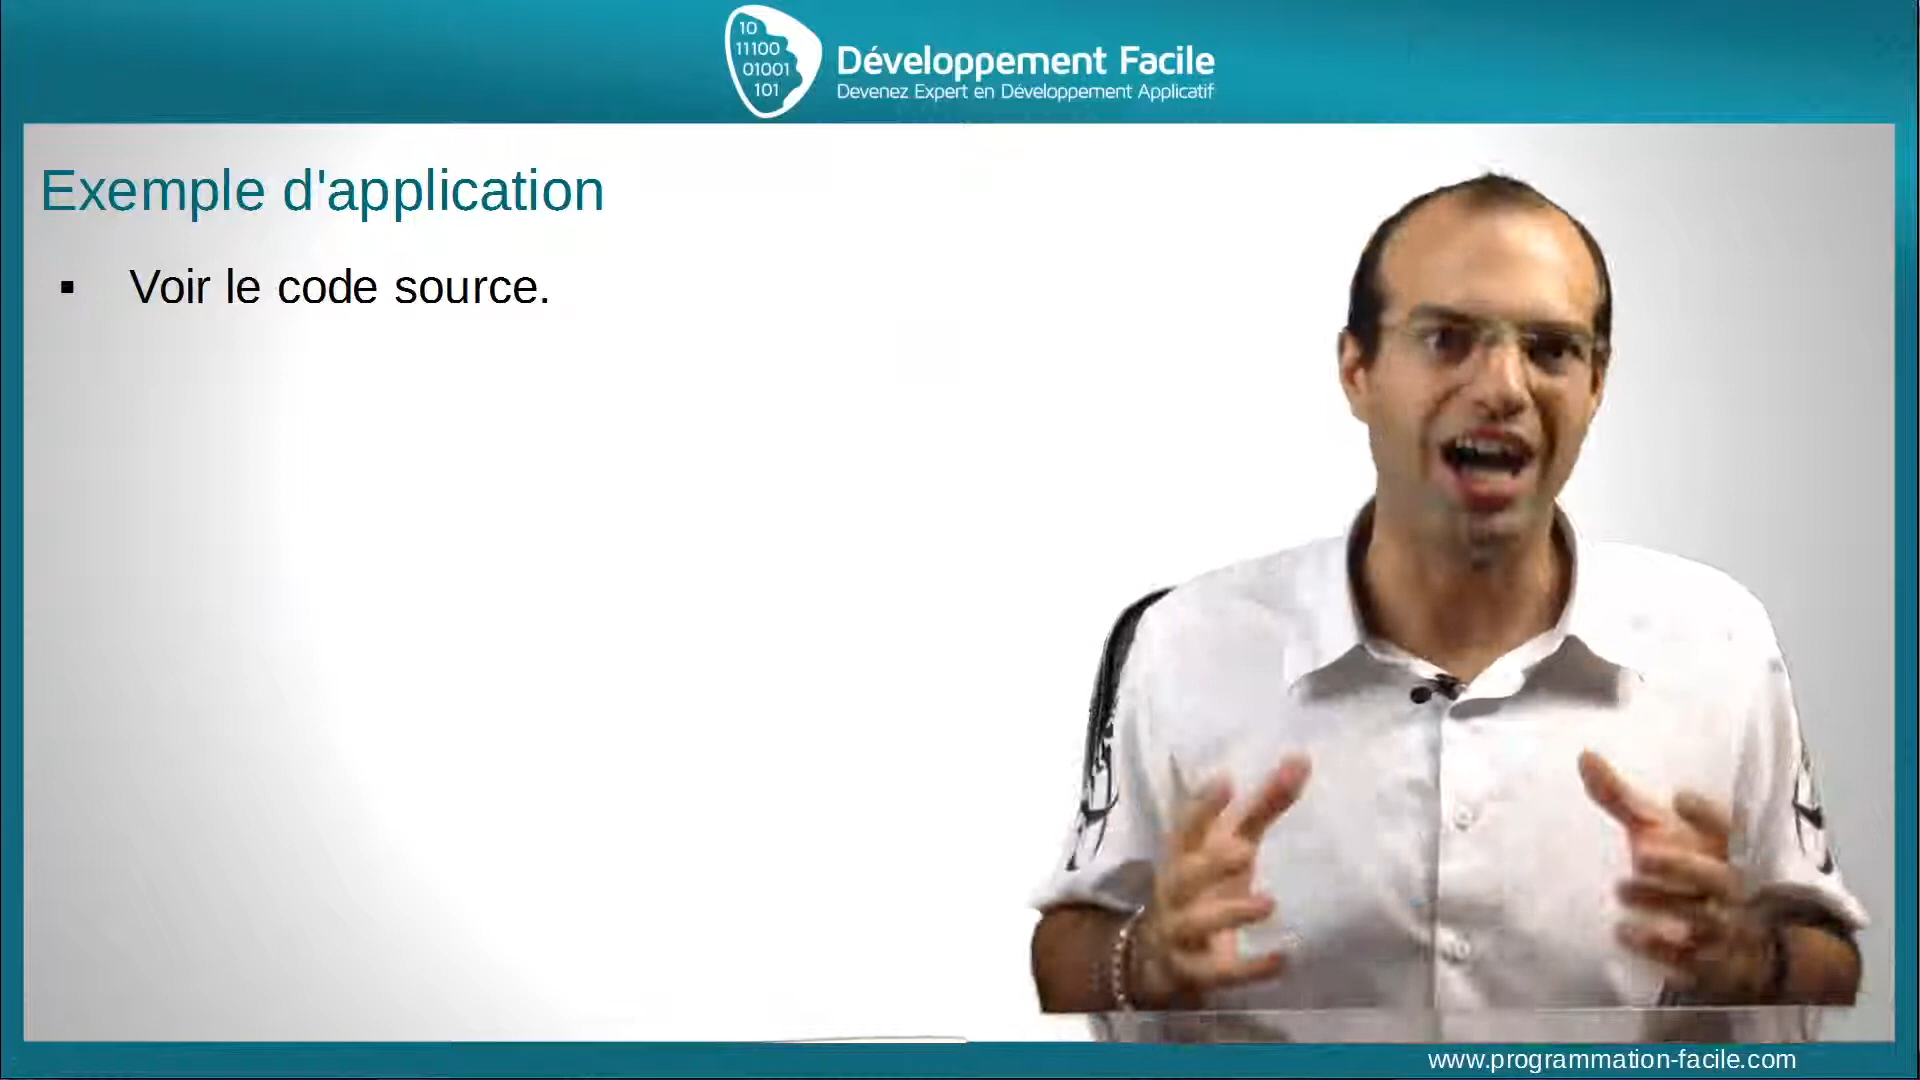 10
11100
01001
101
Développement Facile
Devenez Expert en Développement Applicatif
Exemple d'application
▪ Voir le code source.
www.programmation-facile.com